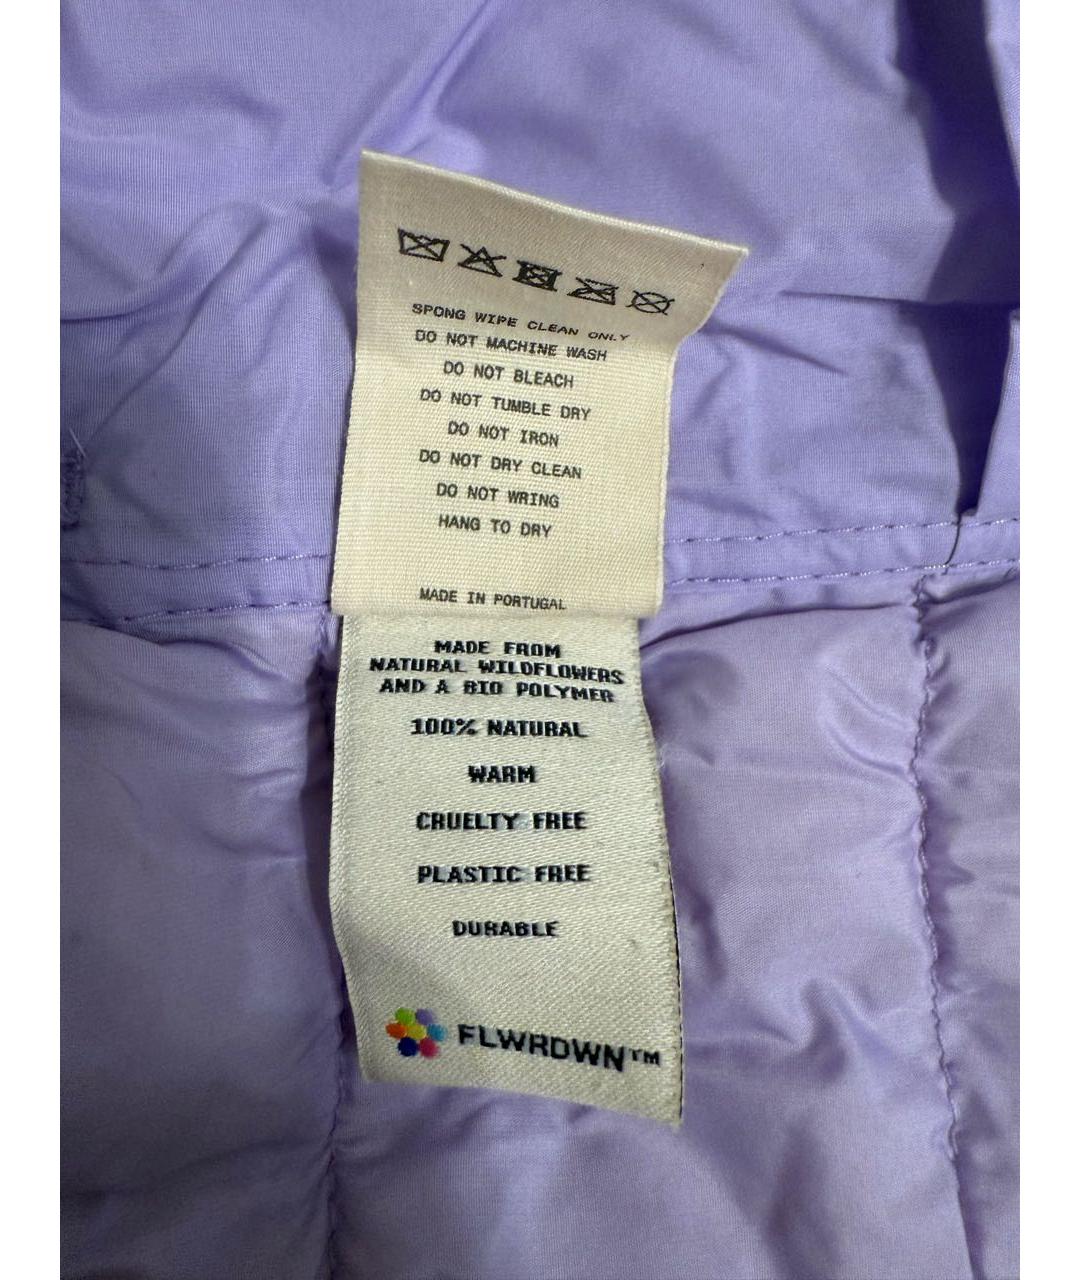 SPONG WIPE CLEAN ONLY
DO NOT MACHINE WASH
DO NOT BLEACH
DO NOT TUMBLE DRY
DO NOT IRON
DO NOT DRY CLEAN
DO NOT WRING
HANG TO DRY
MADE IN PORTUGAL
MADE FROM
NATURAL WILDFLOWERS
AND A BIO POLYMER
100% NATURAL
WARM
CRUELTY FREE
PLASTIC FREE
DURABLE
FLWRDWN™